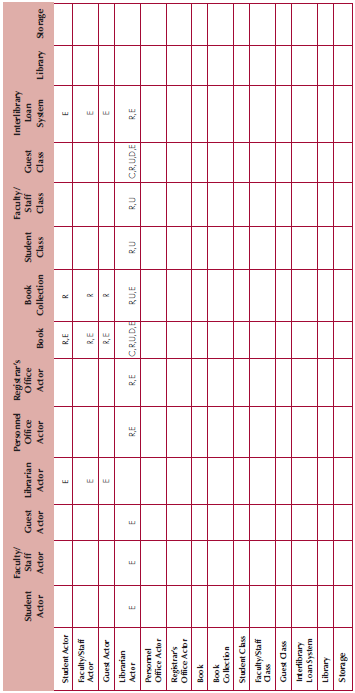 Student Actor
Faculty/ Staff Actor
Guest Actor
Librarian Actor
Personnel Office Actor
Registrar's Office Actor
Book
Book Collection
Student Class
Faculty/ Staff Class
Guest Class
Interlibrary Loan System
Library
Storage
Student Actor E R,E R E
Faculty/Staff Actor E R,E R E
Guest Actor E R,E R E
Librarian Actor E E E R,E R,E C,R,U,D,E R,U,E R,U R,U C,R,U,D,E R,E
Personnel Office Actor
Registrar's Office Actor
Book
Book Collection
Student Class
Faculty/Staff Class
Guest Class
Interlibrary Loan System
Library
Storage